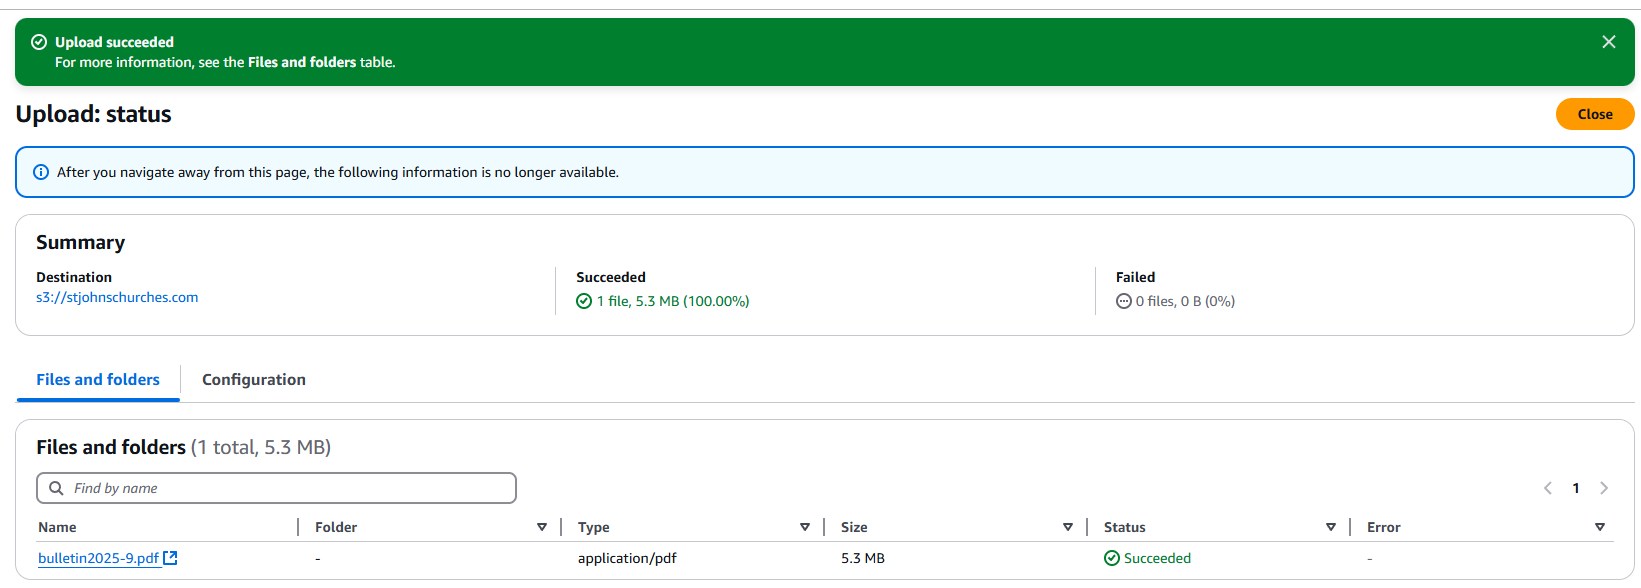 Upload succeeded
For more information, see the Files and folders table.
Upload: status
Close
After you navigate away from this page, the following information is no longer available.
Summary
Destination
s3://stjohnschurches.com
Succeeded
1 file, 5.3 MB (100.00%)
Failed
0 files, 0 B (0%)
Files and folders
Configuration
Files and folders (1 total, 5.3 MB)
Find by name
1
Name Folder Type Size Status Error
bulletin2025-9.pdf - application/pdf 5.3 MB Succeeded -